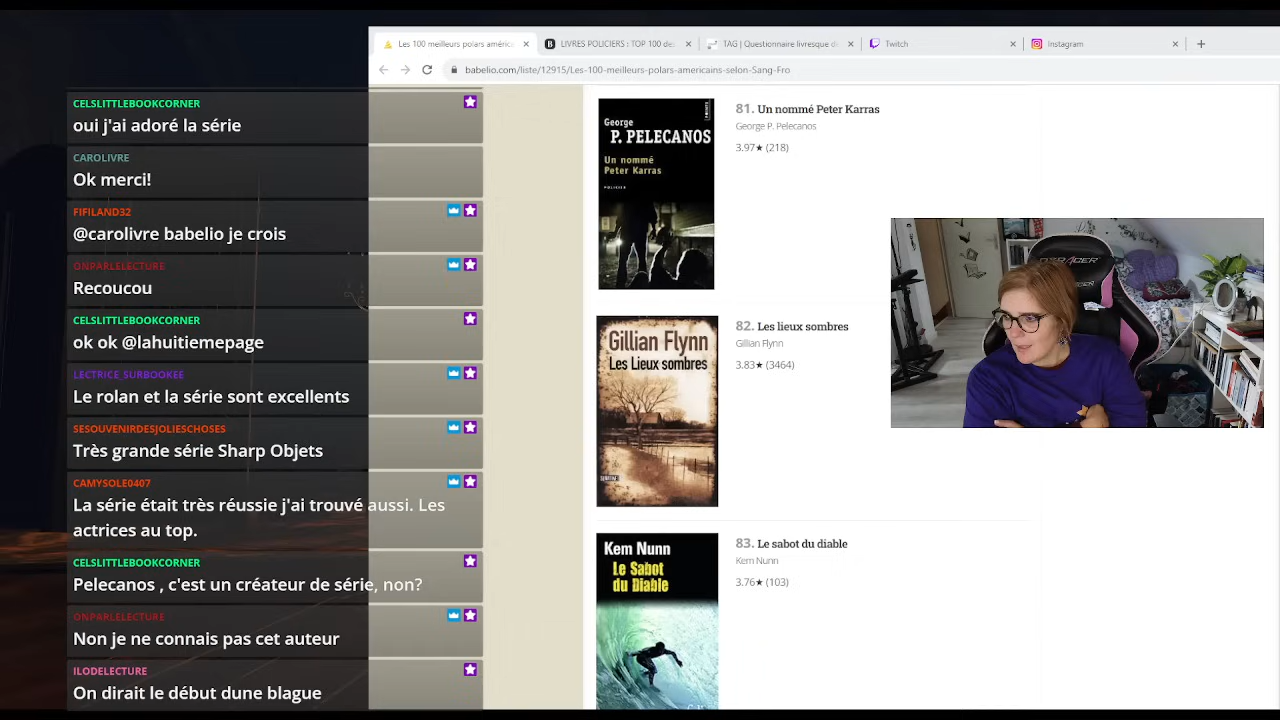 Les 100 meilleurs polars américa
LIVRES POLICIERS : TOP 100 des
TAG | Questionnaire livresque di
Twitch
Instagram
babelio.com/liste/12915/Les-100-meilleurs-polars-americains-selon-Sang-Fro
CELSLITTLEBOOKCORNER
ui j'ai adoré la série
CAROLIVRE
Ok merci!
FIFILAND32
@carolivre babelio je crois
ONPARLELECTURE
Recoucou
CELSLITTLEBOOKCORNER
ok ok @lahuitiemepage
LECTRICE_SURBOOKEE
Le rolan et la série sont excellents
SESOUVENIRDESJOLIESCHOSES
Très grande série Sharp Objets
CAMYSOLE0407
La série était très réussie j'ai trouvé aussi. Les
actrices au top.
CELSLITTLEBOOKCORNER
Pelecanos , c'est un créateur de série, non?
ONPARLELECTURE
Non je ne connais pas cet auteur
ILODELECTURE
On dirait le début dune blague
George
P. PELECANOS
Un nommé
Peter Karras
81. Un nommé Peter Karras
George P. Pelecanos
3.97★ (218)
Gillian Flynn
Les Lieux sombres
82. Les lieux sombres
Gillian Flynn
3.83★ (3464)
Kem Nunn
Le Sabot
du Diable
83. Le sabot du diable
Kem Nunn
3.76★ (103)